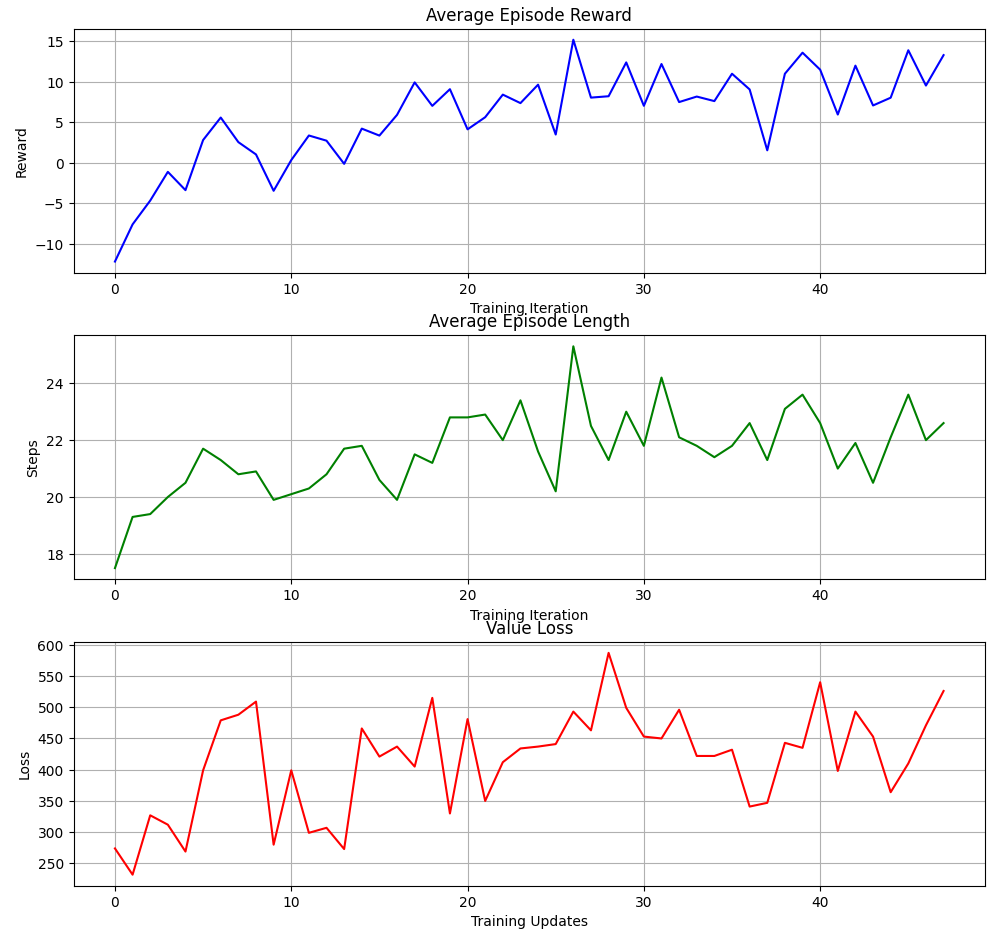 Average Episode Reward
15
10
5
0
−5
−10
Reward
0 10 20 30 40
Training Iteration
Average Episode Length
24
22
20
18
Steps
0 10 20 30 40
Training Iteration
Value Loss
600
550
500
450
400
350
300
250
Loss
0 10 20 30 40
Training Updates